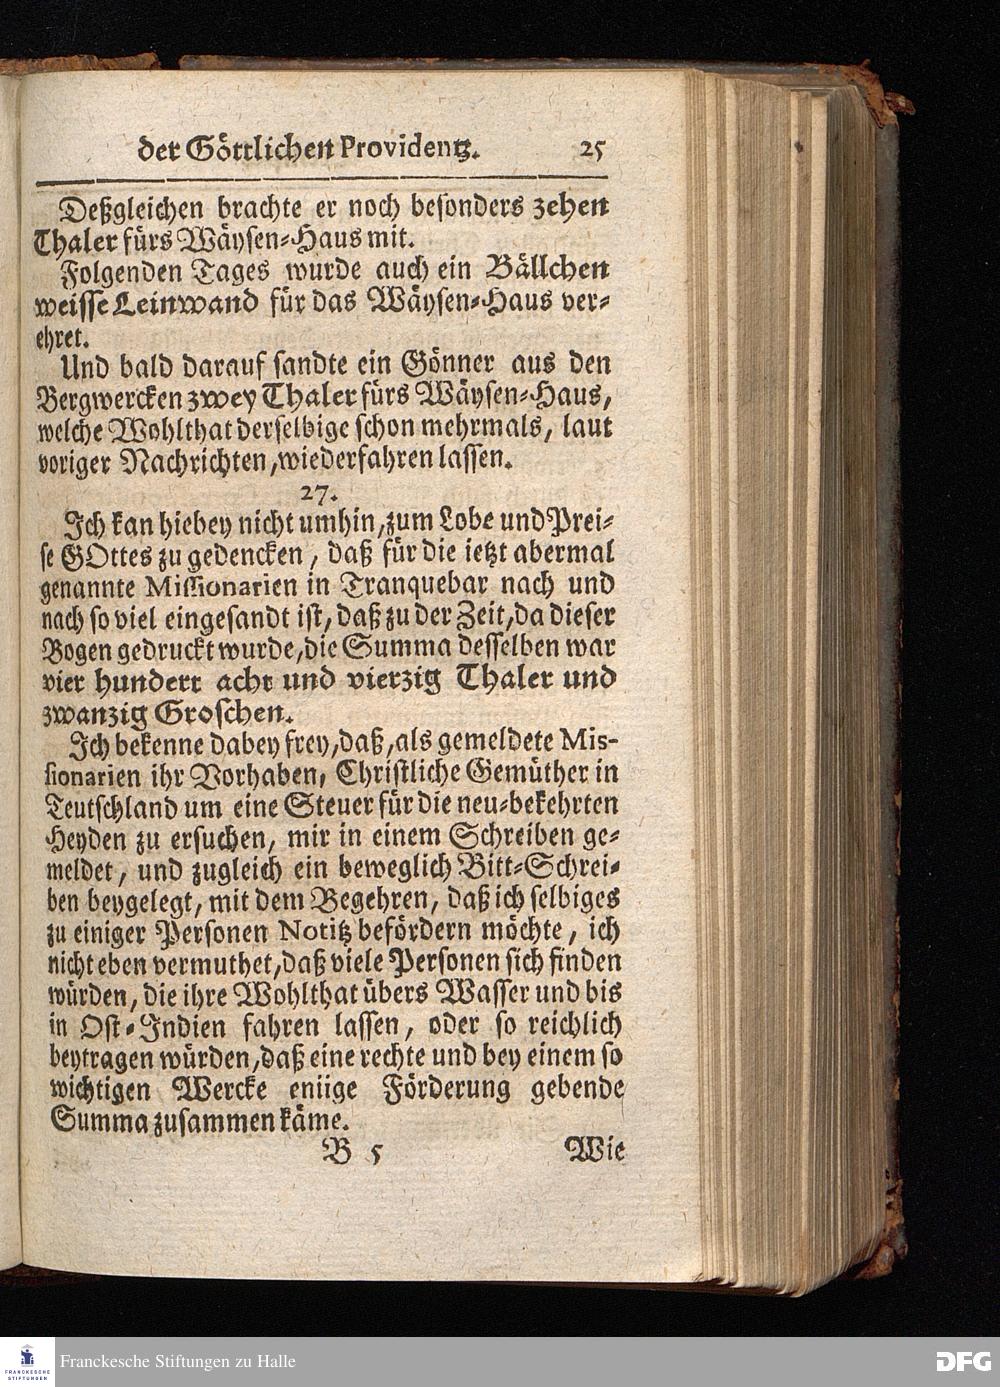 der Göttlichen Providentz. 25
Deßgleichen brachte er noch besonders zehen
Thaler fürs Wäysen-Haus mit.
Folgenden Tages wurde auch ein Bällchen
weisse Leinwand für das Wäysen-Haus ver-
ehret.
Und bald darauf sandte ein Gönner aus den
Bergwercken zwey Thaler fürs Wäysen-Haus,
welche Wohlthat derselbige schon mehrmals, laut
voriger Nachrichten, wiederfahren lassen.
27.
Ich kan hiebey nicht umhin, zum Lobe und Prei-
se GOttes zu gedencken, daß für die ietzt abermal
genannte Missionarien in Tranquebar nach und
nach so viel eingesandt ist, daß zu der Zeit, da dieser
Bogen gedruckt wurde, die Summa desselben war
vier hundert acht und vierzig Thaler und
zwanzig Groschen.
Ich bekenne dabey frey, daß, als gemeldete Mis-
sionarien ihr Vorhaben, Christliche Gemüther in
Teutschland um eine Steuer für die neu-bekehrten
Heyden zu ersuchen, mir in einem Schreiben ge-
meldet, und zugleich ein beweglich Bitt-Schrei-
ben beygelegt, mit dem Begehren, daß ich selbiges
zu einiger Personen Notitz befördern möchte, ich
nicht eben vermuthet, daß viele Personen sich finden
würden, die ihre Wohlthat übers Wasser und bis
in Ost-Indien fahren lassen, oder so reichlich
beytragen würden, daß eine rechte und bey einem so
wichtigen Wercke eniige Förderung gebende
Summa zusammen käme.
B 5 Wie
FRANCKESCHE
STIFTUNGEN
Franckesche Stiftungen zu Halle
DFG